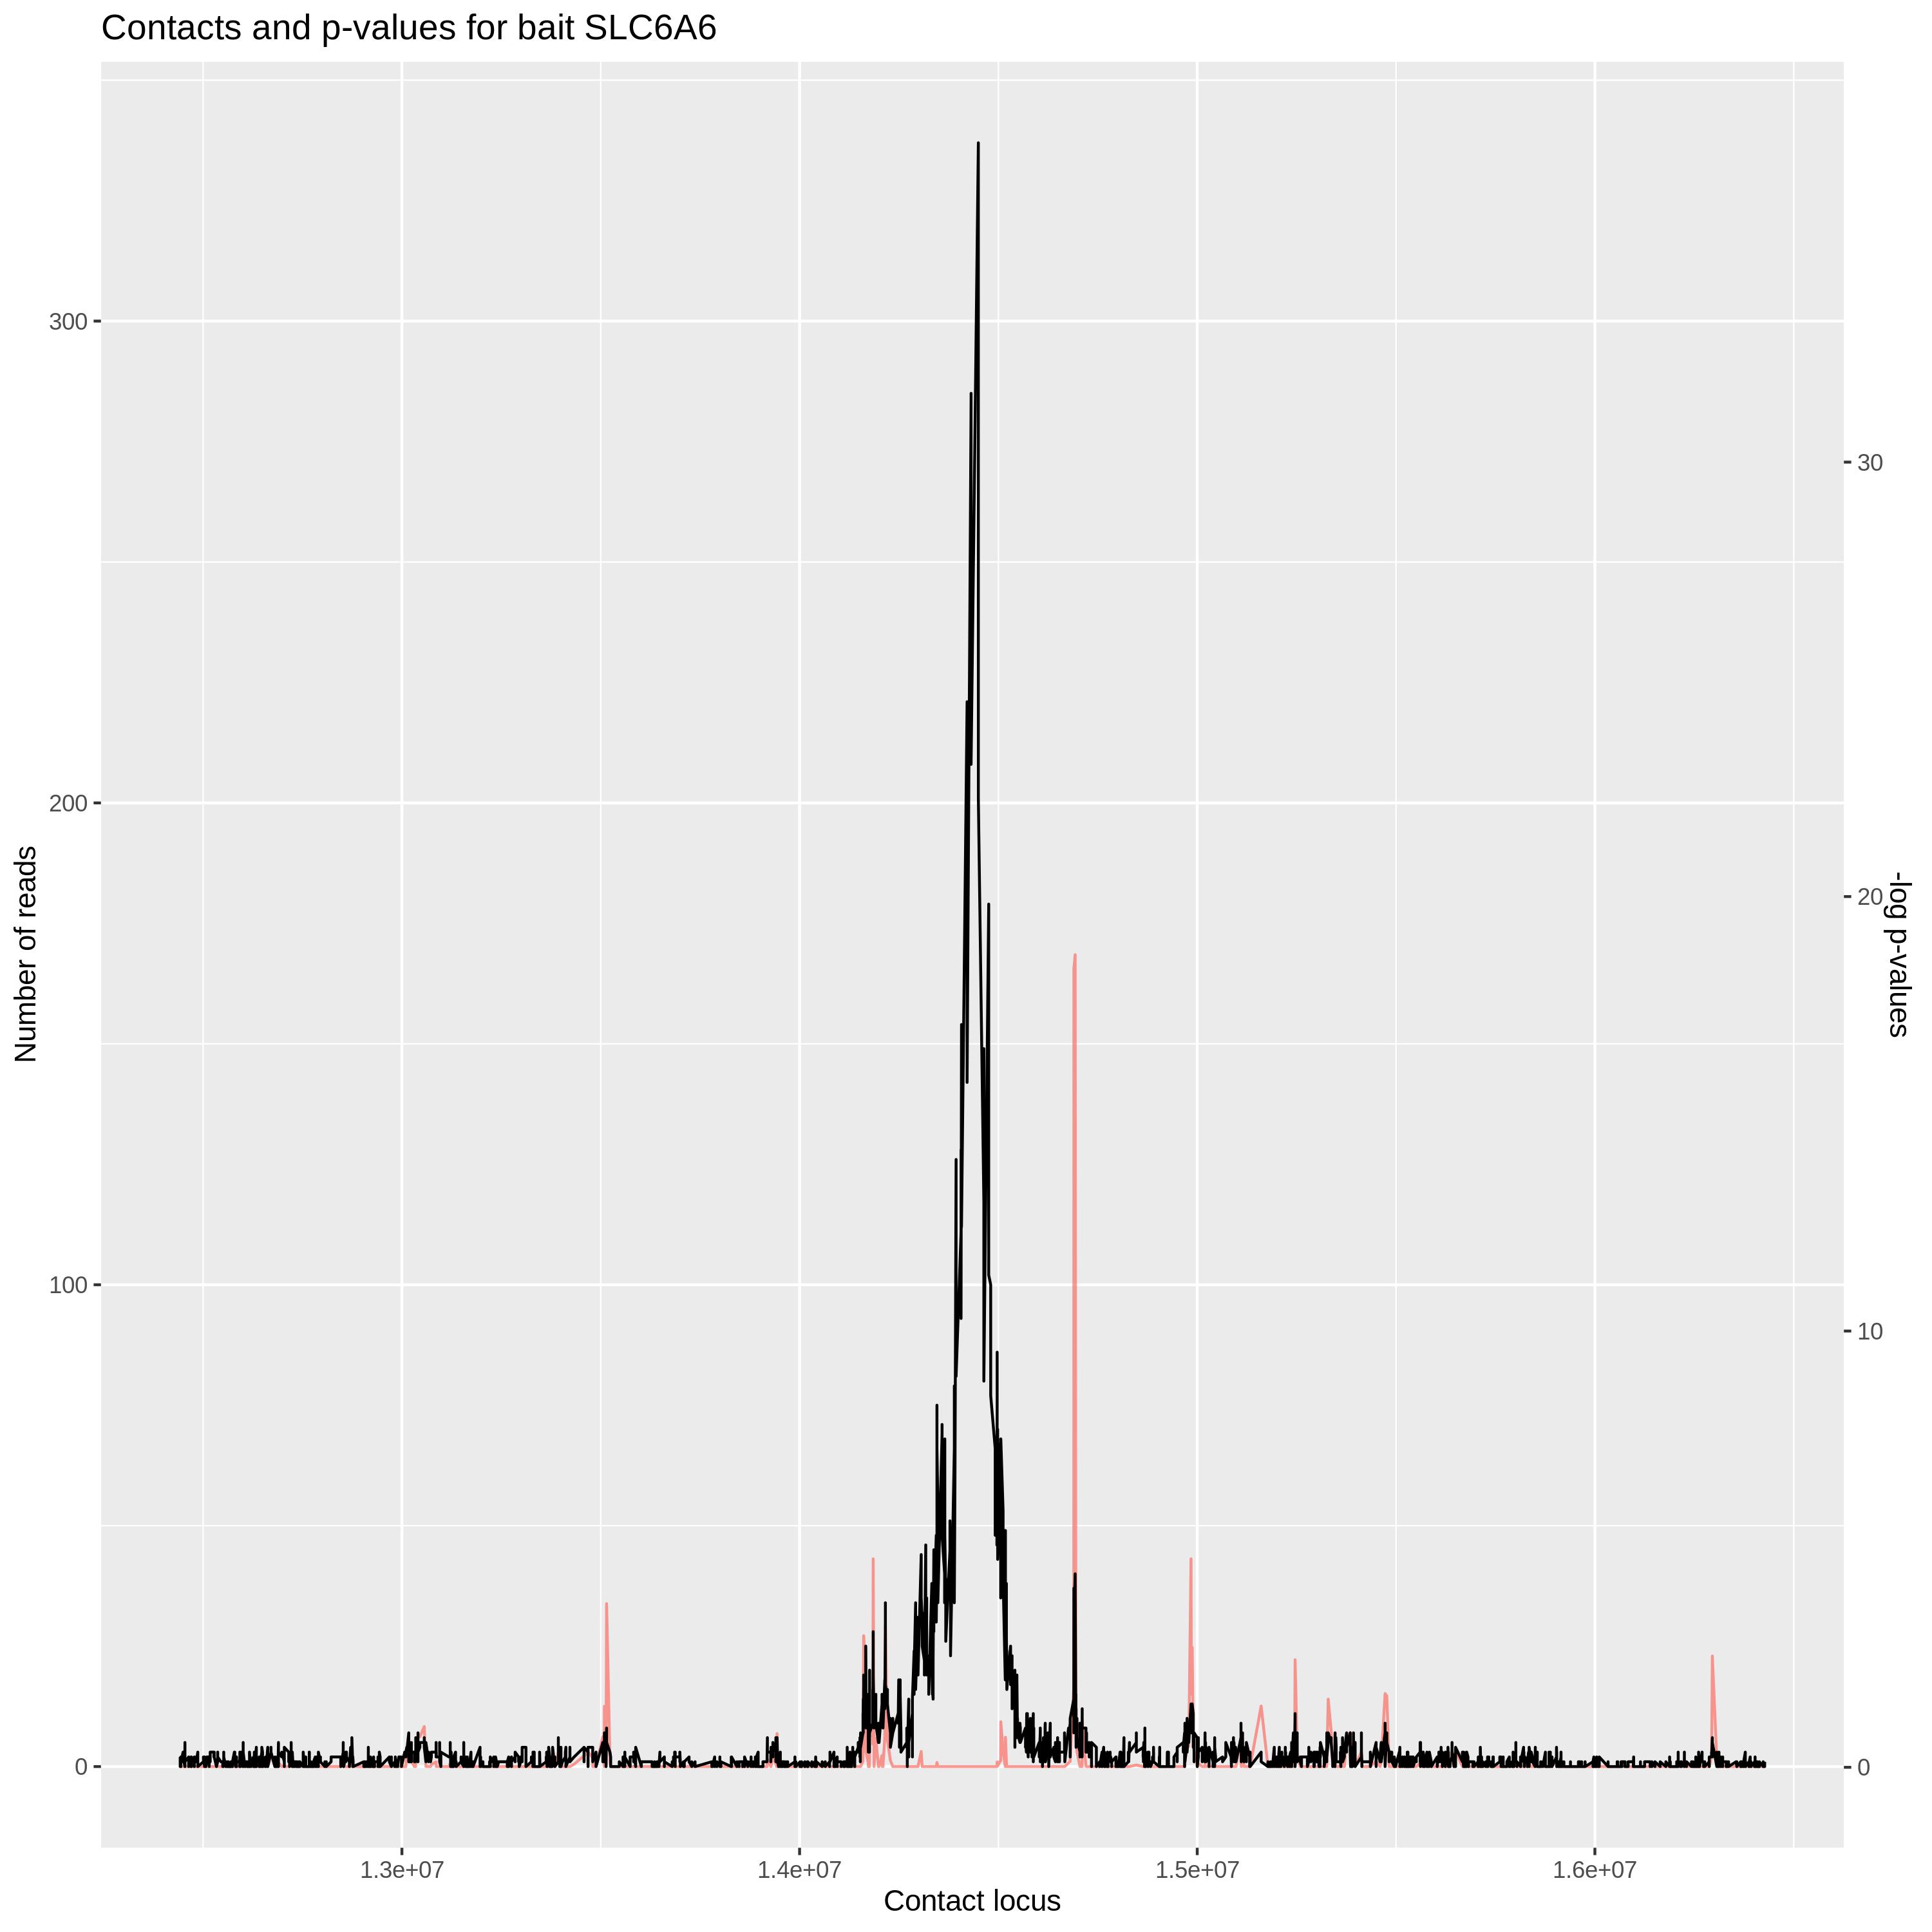 Contacts and p-values for bait SLC6A6
300
200
100
0
Number of reads
30
20
10
0
-log p-values
1.3e+07
1.4e+07
1.5e+07
1.6e+07
Contact locus